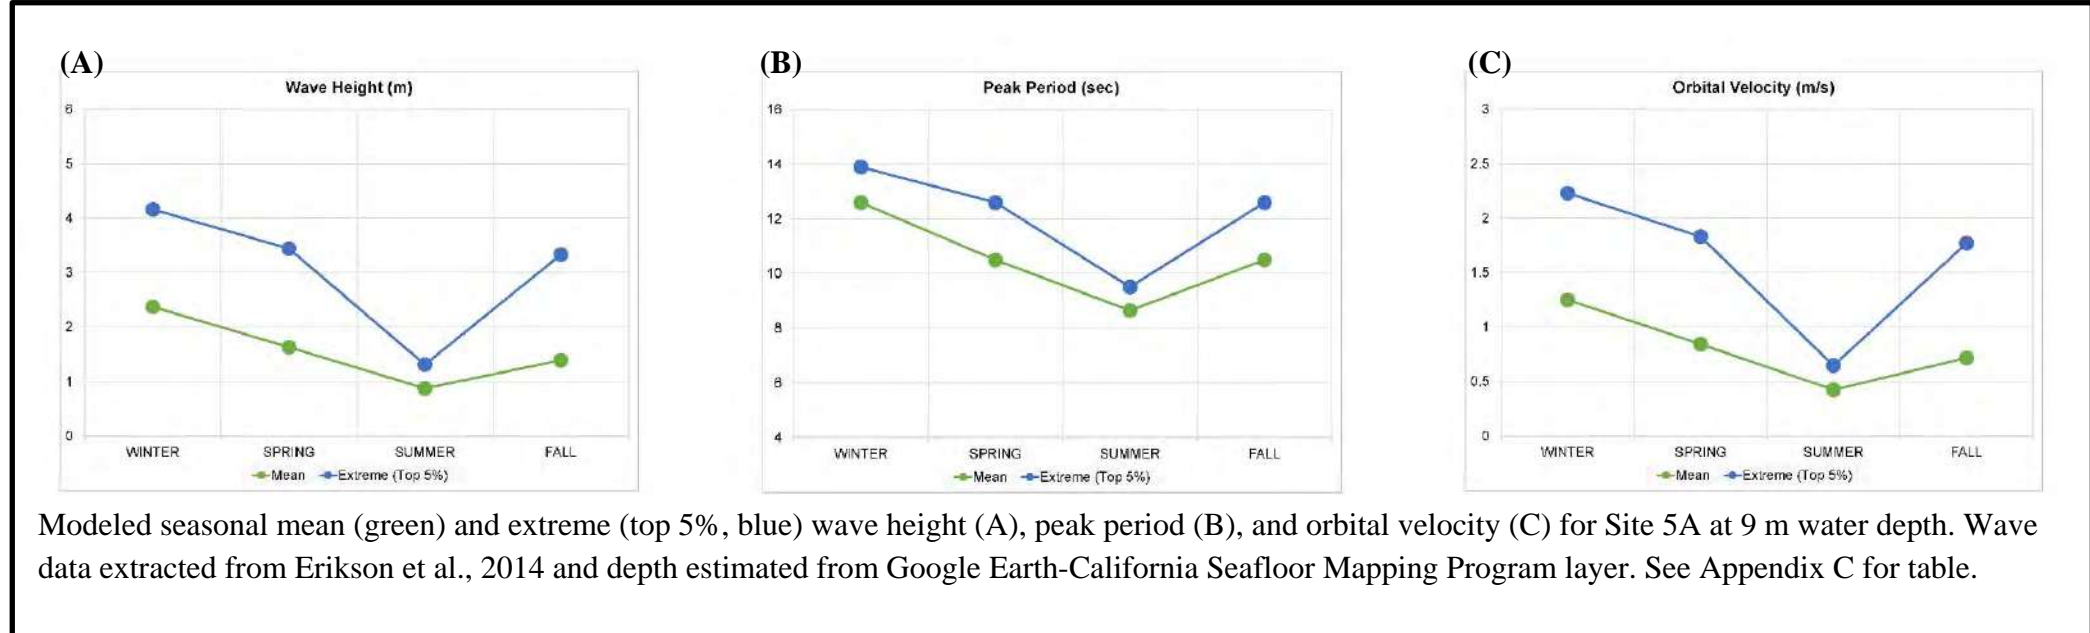 (A)
Wave Height (m)
6
5
4
3
2
1
0
WINTER SPRING SUMMER FALL
Mean Extreme (Top 5%)
(B)
Peak Period (sec)
16
14
12
10
8
6
4
WINTER SPRING SUMMER FALL
Mean Extreme (Top 5%)
(C)
Orbital Velocity (m/s)
3
2.5
2
1.5
1
0.5
0
WINTER SPRING SUMMER FALL
Mean Extreme (Top 5%)
Modeled seasonal mean (green) and extreme (top 5%, blue) wave height (A), peak period (B), and orbital velocity (C) for Site 5A at 9 m water depth. Wave
data extracted from Erikson et al., 2014 and depth estimated from Google Earth-California Seafloor Mapping Program layer. See Appendix C for table.